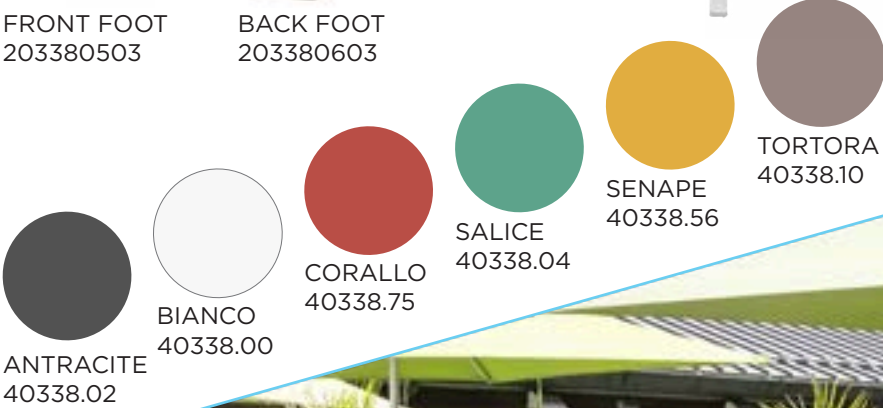 FRONT FOOT
203380503
BACK FOOT
203380603
TORTORA
40338.10
SENAPE
40338.56
SALICE
40338.04
CORALLO
40338.75
BIANCO
40338.00
ANTRACITE
40338.02